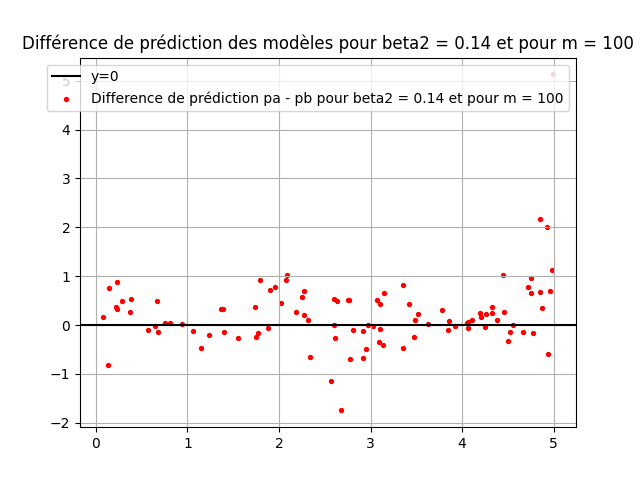 Différence de prédiction des modèles pour beta2 = 0.14 et pour m = 100
y=0
Difference de prédiction pa - pb pour beta2 = 0.14 et pour m = 100
5
4
3
2
1
0
−1
−2
0 1 2 3 4 5